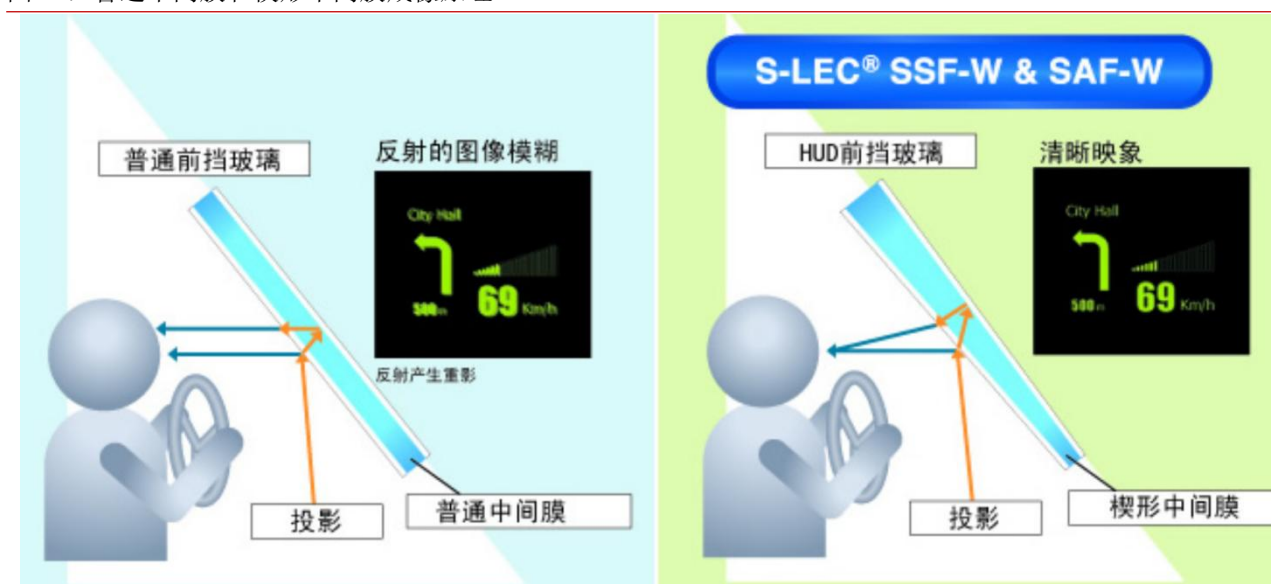 S-LEC® SSF-W & SAF-W
普通前挡玻璃
反射的图像模糊
City Hall
500m
69 Km/h
反射产生重影
投影
普通中间膜
HUD前挡玻璃
清晰映象
City Hall
500m
69 Km/h
投影
楔形中间膜